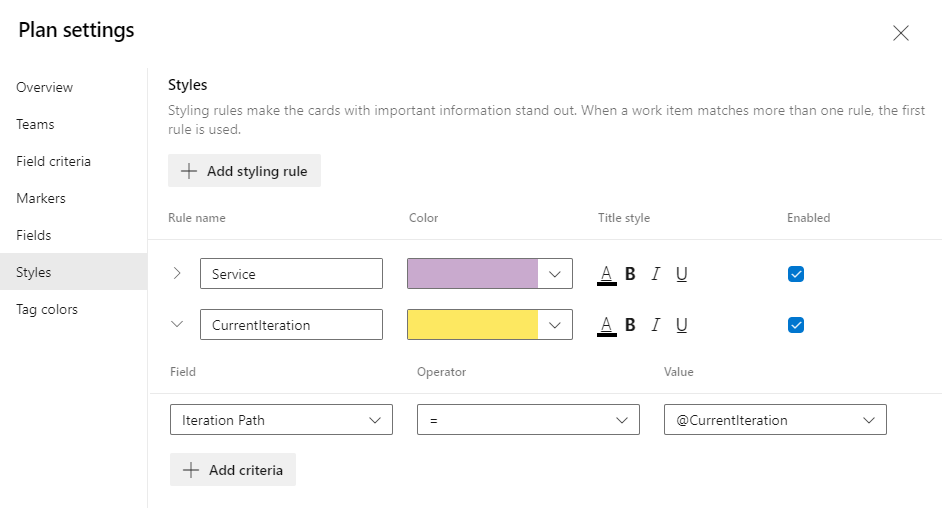 Plan settings
Overview
Teams
Field criteria
Markers
Fields
Styles
Tag colors
Styles
Styling rules make the cards with important information stand out. When a work item matches more than one rule, the first
rule is used.
Add styling rule
Rule name Color Title style Enabled
Service A B I U
CurrentIteration A B I U
Field Operator Value
Iteration Path = @CurrentIteration
Add criteria